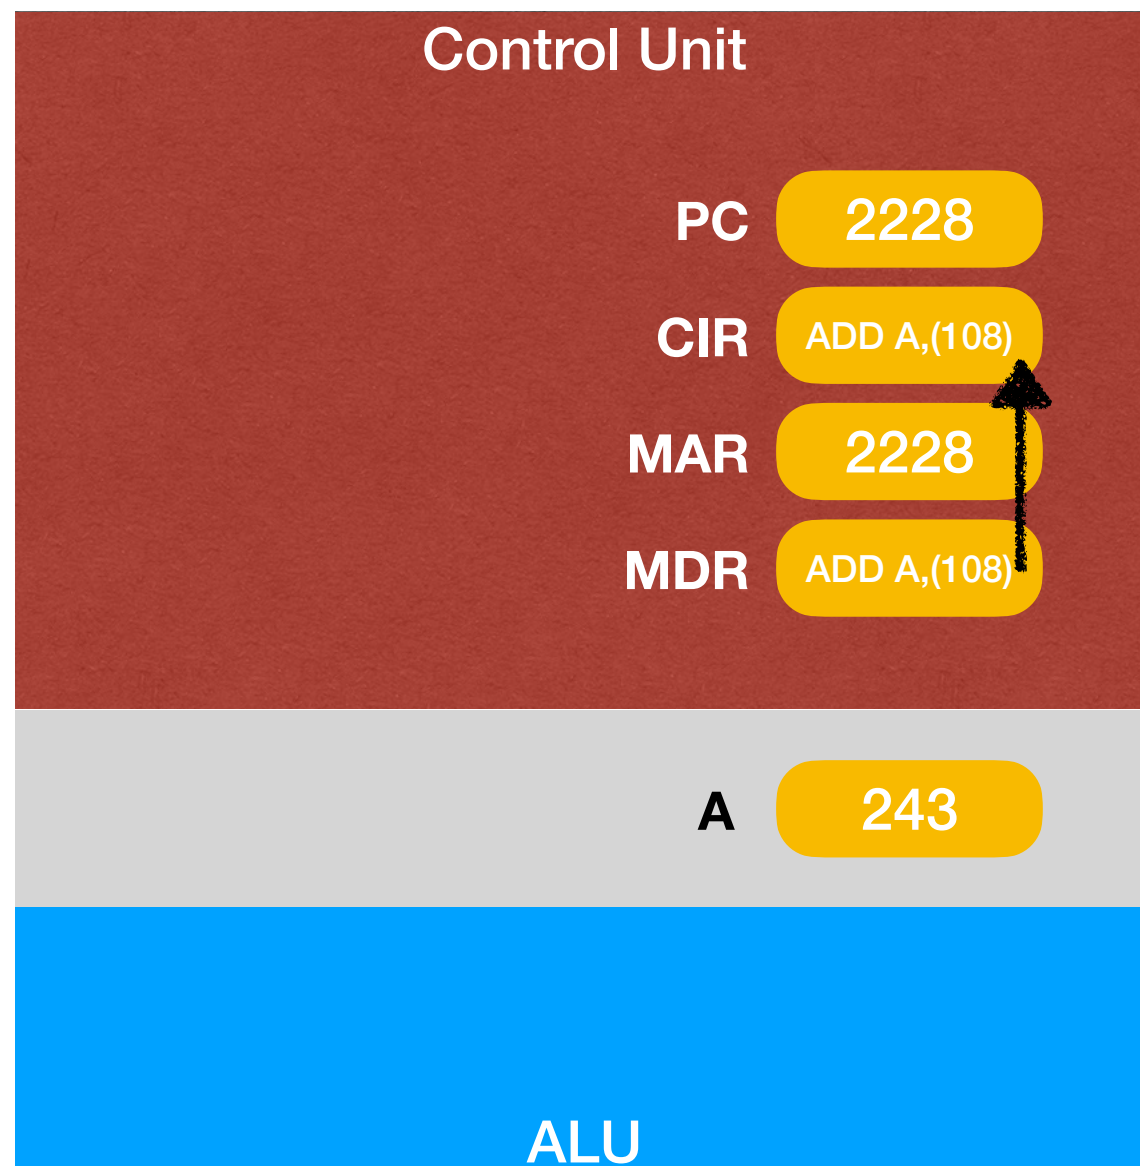 Control Unit
PC 2228
CIR ADD A,(108)
MAR 2228
MDR ADD A,(108)
A 243
ALU